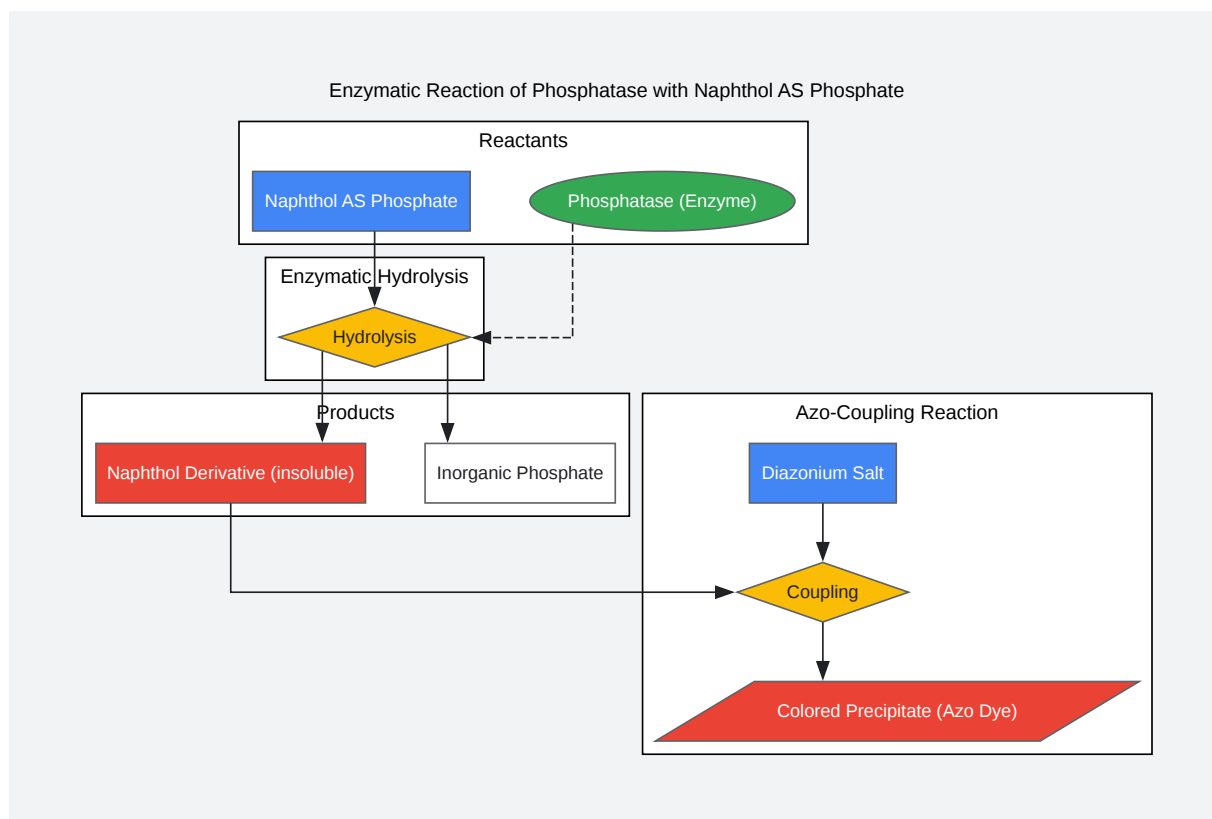 Enzymatic Reaction of Phosphatase with Naphthol AS Phosphate
Reactants
Naphthol AS Phosphate
Phosphatase (Enzyme)
Enzymatic Hydrolysis
Hydrolysis
Products
Naphthol Derivative (insoluble)
Inorganic Phosphate
Azo-Coupling Reaction
Diazonium Salt
Coupling
Colored Precipitate (Azo Dye)